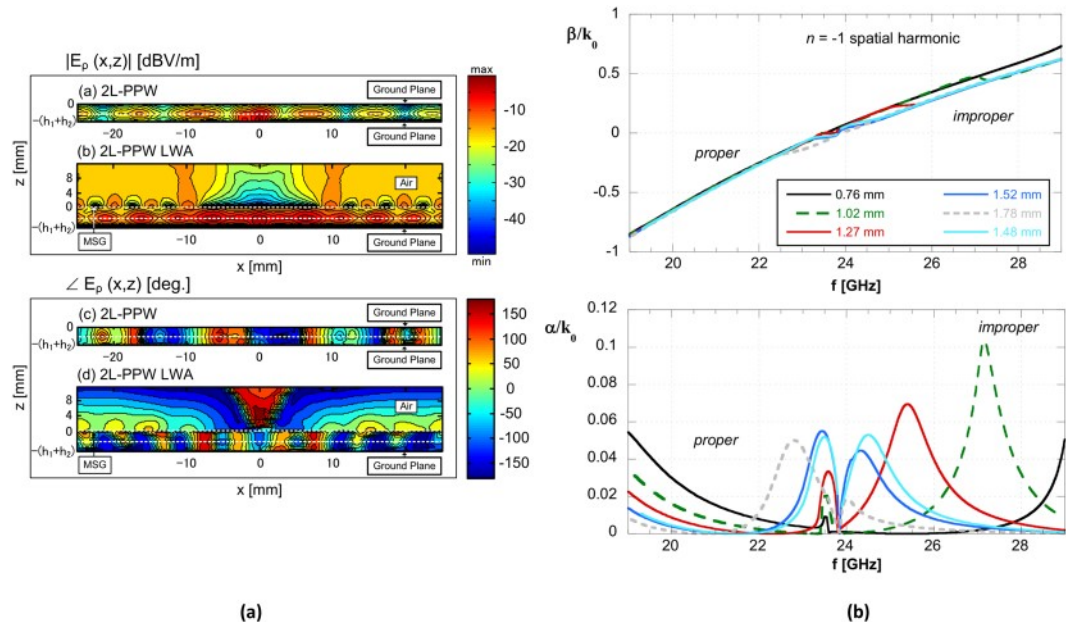 |Eρ (x,z)| [dBV/m]
(a) 2L-PPW
Ground Plane
0
−(h₁+h₂)
−20 −10 0 10
Ground Plane
(b) 2L-PPW LWA
z [mm]
8
4
0
−(h₁+h₂)
Air
MSG
−10 0 10
Ground Plane
x [mm]
max
-10
-20
-30
-40
min
∠ Eρ (x,z) [deg.]
(c) 2L-PPW
Ground Plane
0
−(h₁+h₂)
−20 −10 0 10
Ground Plane
(d) 2L-PPW LWA
z [mm]
8
4
0
−(h₁+h₂)
Air
MSG
−10 0 10
Ground Plane
x [mm]
150
100
50
0
-50
-100
-150
(a)
β/k₀
n = -1 spatial harmonic
1
0.5
0
-0.5
-1
proper
improper
0.76 mm 1.52 mm
1.02 mm 1.78 mm
1.27 mm 1.48 mm
20 22 24 26 28
f [GHz]
α/k₀
improper
0.12
0.1
0.08
0.06
0.04
0.02
0
proper
20 22 24 26 28
f [GHz]
(b)